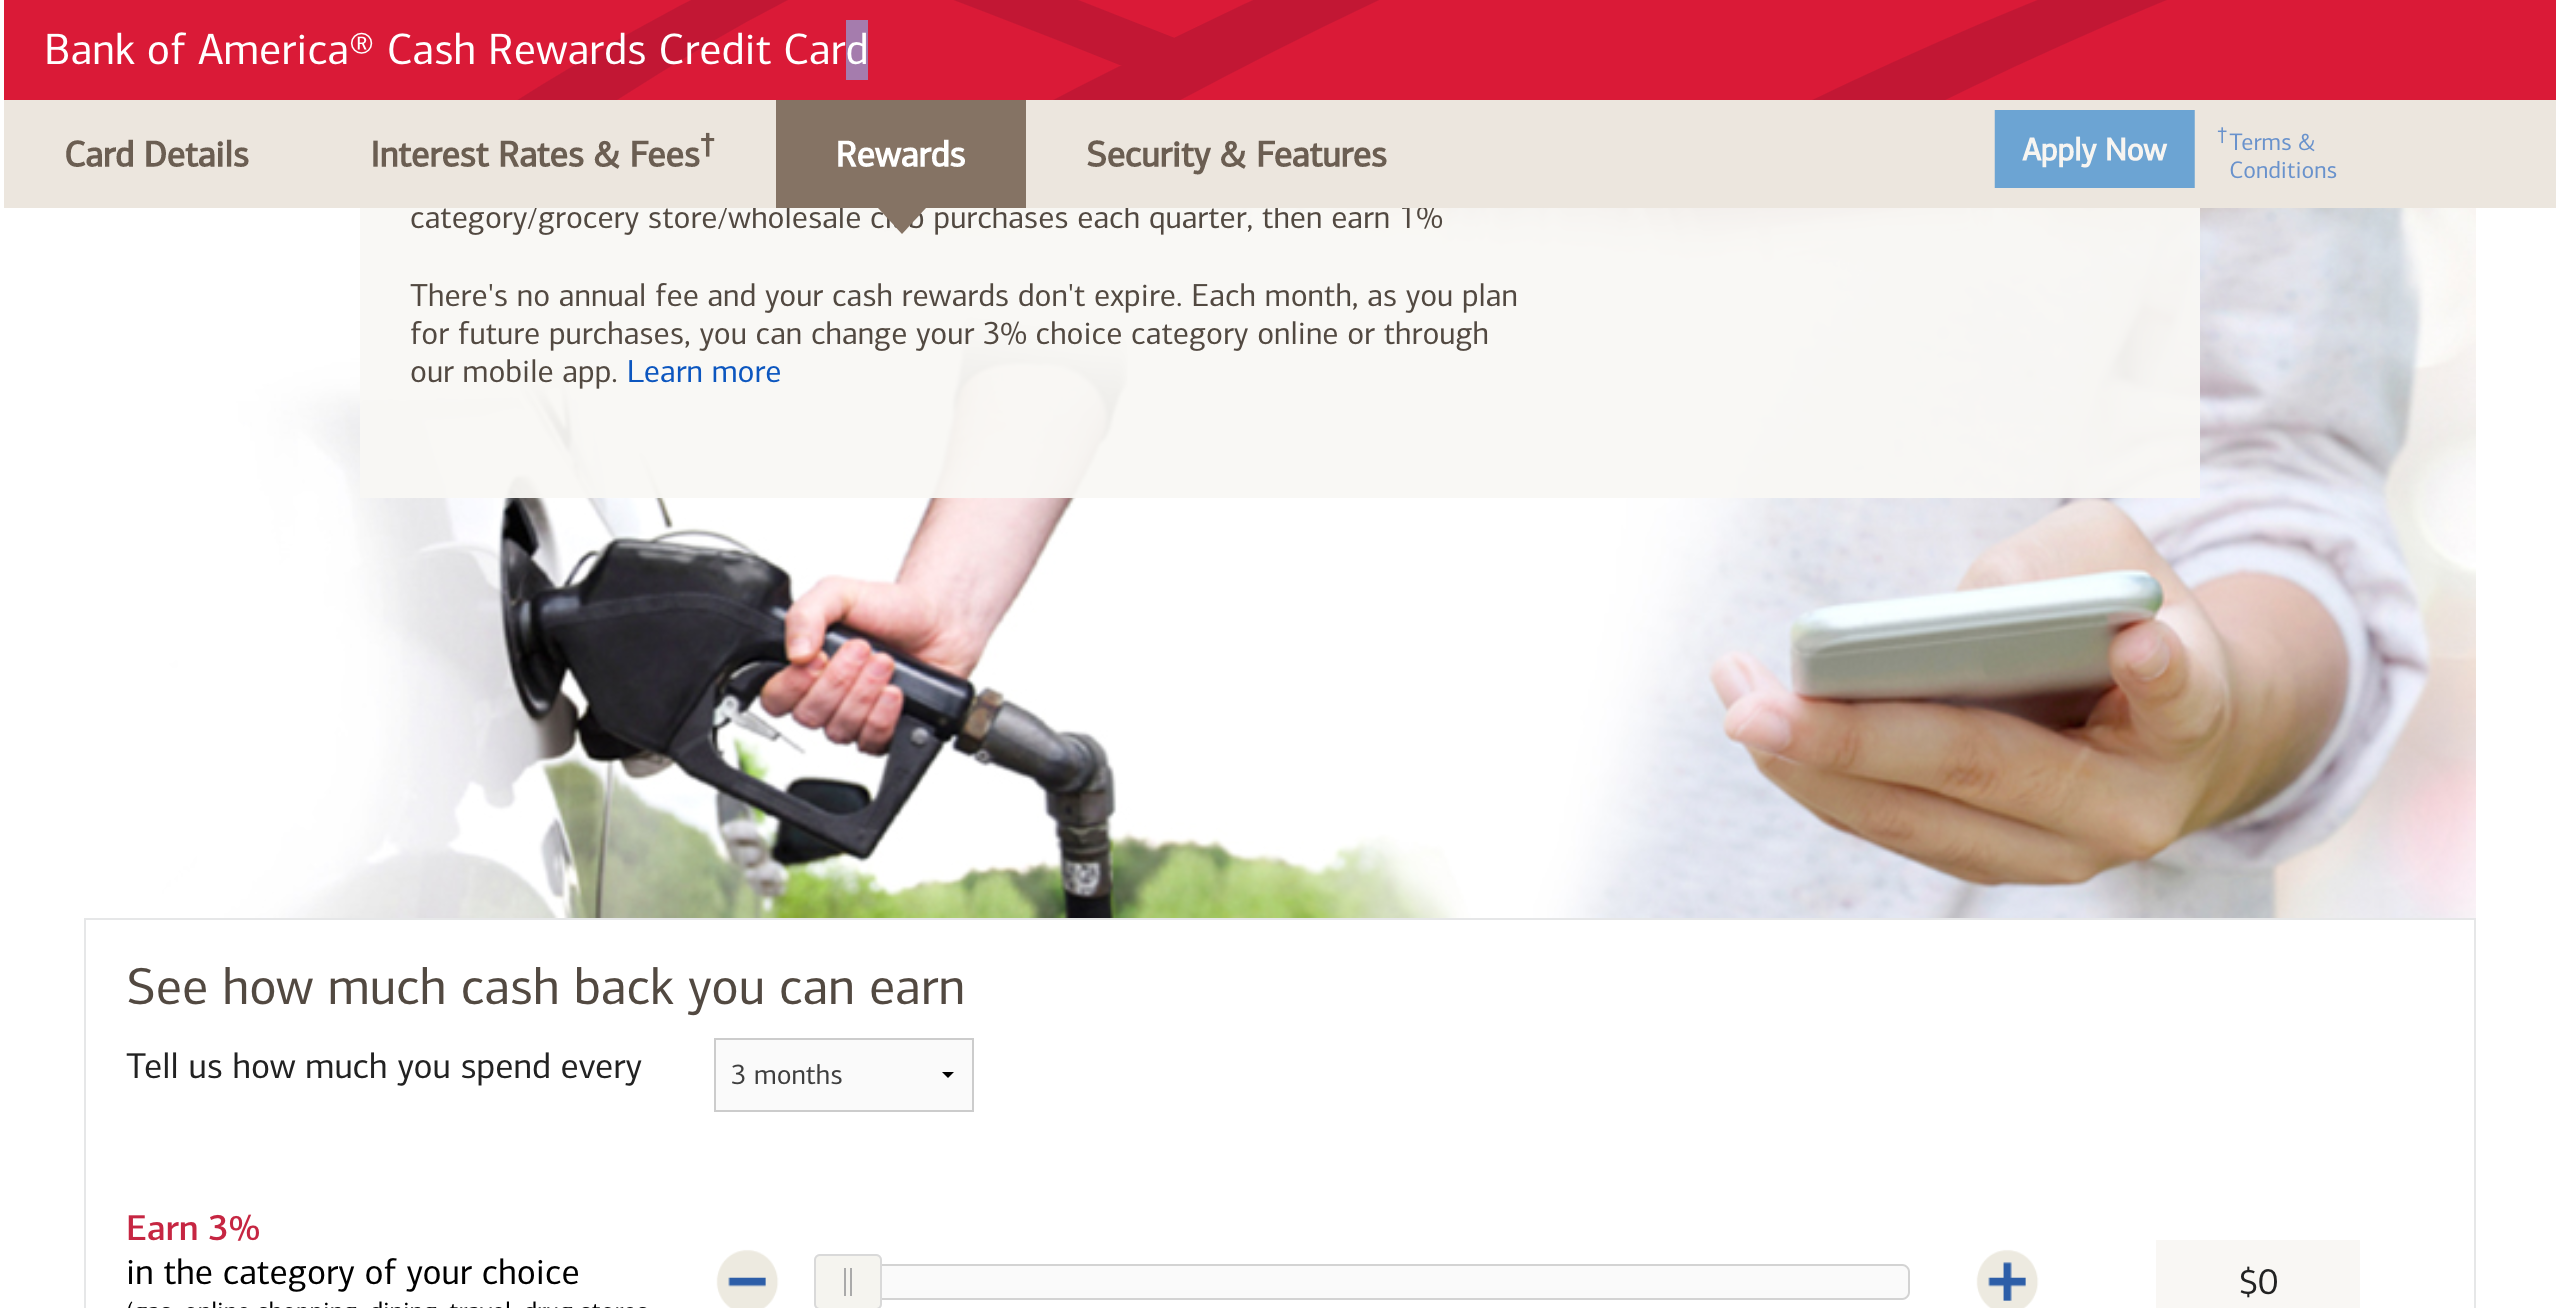 Bank of America® Cash Rewards Credit Card
Card Details
Interest Rates & Fees†
Rewards
Security & Features
Apply Now
†Terms &
Conditions
category/grocery store/wholesale purchases each quarter, then earn 1%
There's no annual fee and your cash rewards don't expire. Each month, as you plan
for future purchases, you can change your 3% choice category online or through
our mobile app. Learn more
See how much cash back you can earn
Tell us how much you spend every
3 months
Earn 3%
in the category of your choice
$0